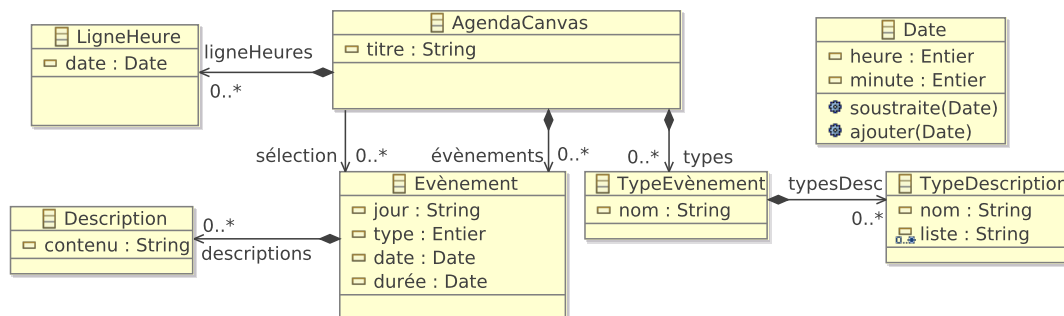 AgendaCanvas
titre : String
LigneHeure
date : Date
ligneHeures
0..*
Date
heure : Entier
minute : Entier
soustraite(Date)
ajouter(Date)
sélection
0..*
évènements
0..*
0..*
types
Evènement
jour : String
type : Entier
date : Date
durée : Date
TypeEvènement
nom : String
typesDesc
0..*
TypeDescription
nom : String
liste : String
0..*
Description
contenu : String
0..*
descriptions